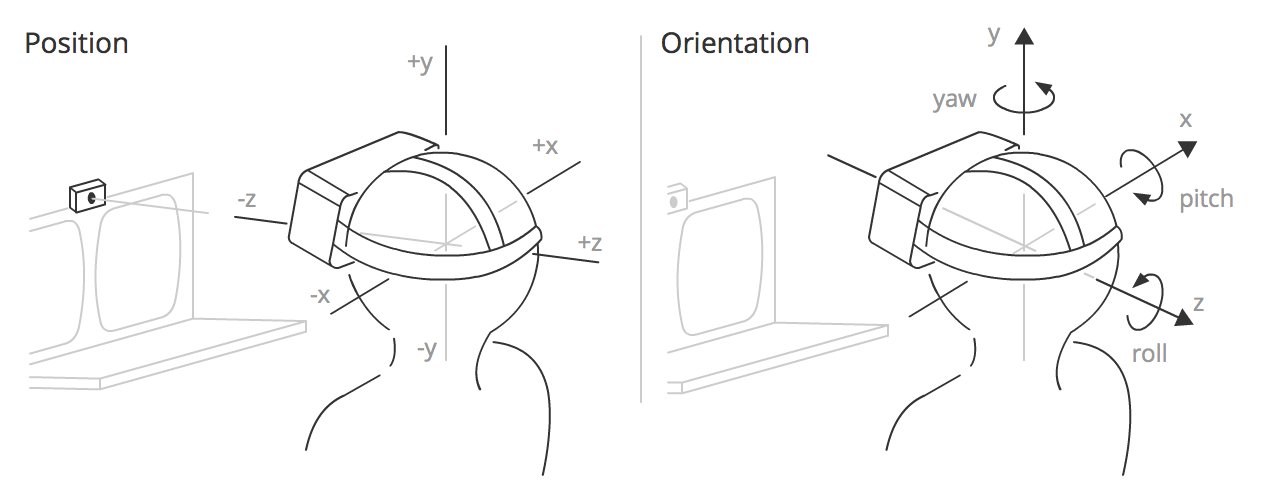 Position
+y
+x
-z
+z
-x
-y
Orientation
y
yaw
x
pitch
z
roll